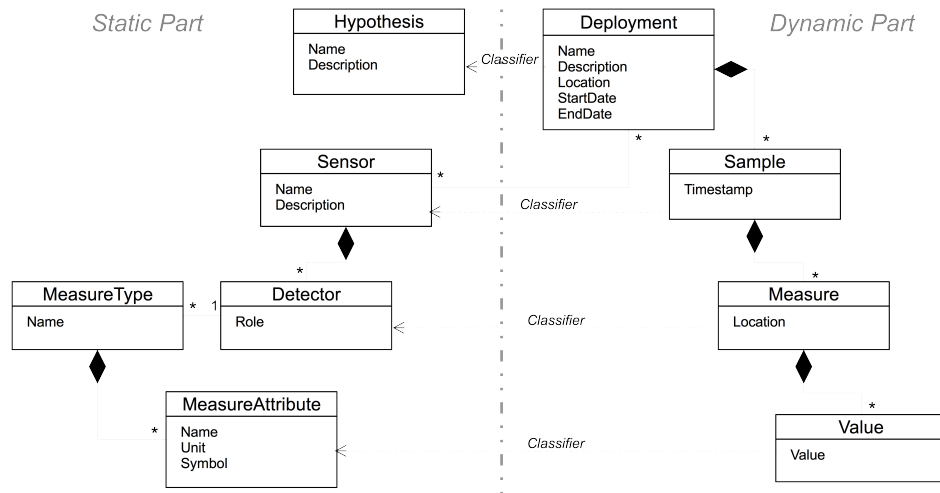 Static Part
Hypothesis
Name
Description
Classifier
Deployment
Name
Description
Location
StartDate
EndDate
Dynamic Part
*
*
Sensor
Name
Description
*
Classifier
Sample
Timestamp
*
*
MeasureType
Name
* 1
Detector
Role
Classifier
Measure
Location
*
*
MeasureAttribute
Name
Unit
Symbol
Classifier
Value
Value